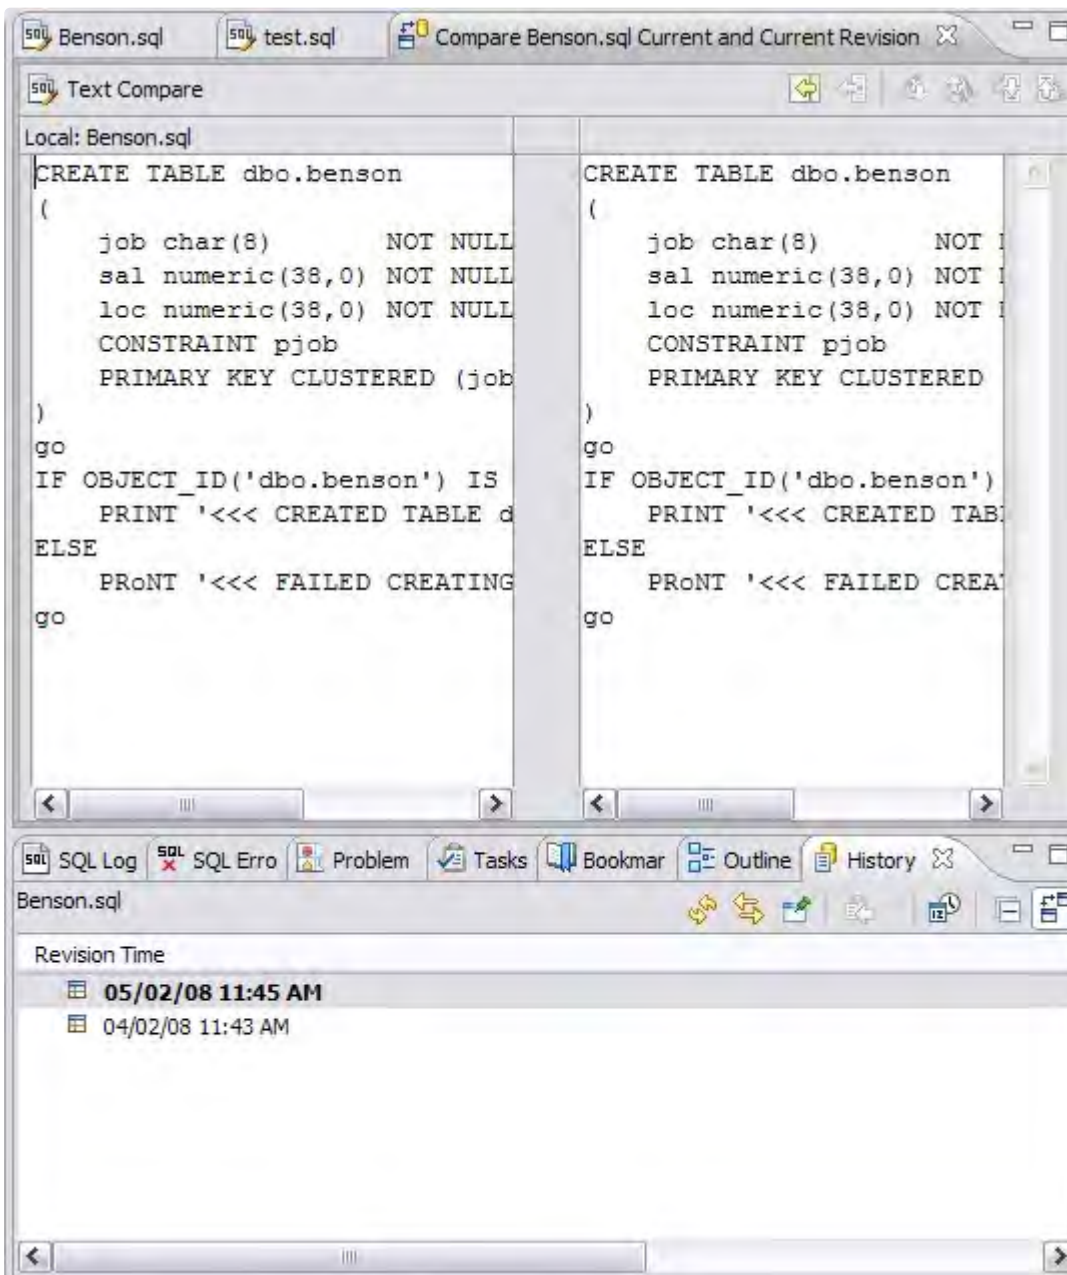 Benson.sql test.sql Compare Benson.sql Current and Current Revision
Text Compare
Local: Benson.sql
CREATE TABLE dbo.benson
(
job char(8) NOT NULL
sal numeric(38,0) NOT NULL
loc numeric(38,0) NOT NULL
CONSTRAINT pjob
PRIMARY KEY CLUSTERED (job
)
go
IF OBJECT_ID('dbo.benson') IS
PRINT '<<< CREATED TABLE d
ELSE
PRoNT '<<< FAILED CREATING
go
CREATE TABLE dbo.benson
(
job char(8) NOT
sal numeric(38,0) NOT
loc numeric(38,0) NOT
CONSTRAINT pjob
PRIMARY KEY CLUSTERED
)
go
IF OBJECT_ID('dbo.benson')
PRINT '<<< CREATED TAB
ELSE
PRoNT '<<< FAILED CREA
go
SQL Log SQL Erro Problem Tasks Bookmar Outline History
Benson.sql
Revision Time
05/02/08 11:45 AM
04/02/08 11:43 AM